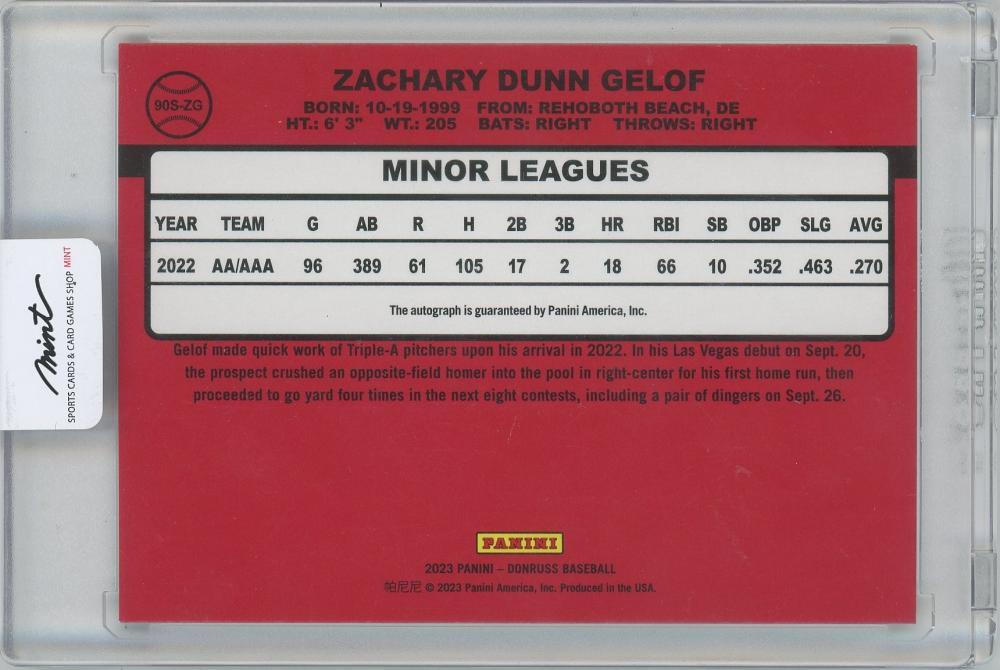 90S-ZG
ZACHARY DUNN GELOF
BORN: 10-19-1999 FROM: REHOBOTH BEACH, DE
HT.: 6' 3" WT.: 205 BATS: RIGHT THROWS: RIGHT
MINOR LEAGUES
YEAR TEAM G AB R H 2B 3B HR RBI SB OBP SLG AVG
2022 AA/AAA 96 389 61 105 17 2 18 66 10 .352 .463 .270
The autograph is guaranteed by Panini America, Inc.
Gelof made quick work of Triple-A pitchers upon his arrival in 2022. In his Las Vegas debut on Sept. 20,
the prospect crushed an opposite-field homer into the pool in right-center for his first home run, then
proceeded to go yard four times in the next eight contests, including a pair of dingers on Sept. 26.
PANINI
2023 PANINI – DONRUSS BASEBALL
帕尼尼 © 2023 Panini America, Inc. Produced in the USA.
mint
SPORTS CARDS & CARD GAMES SHOP MINT